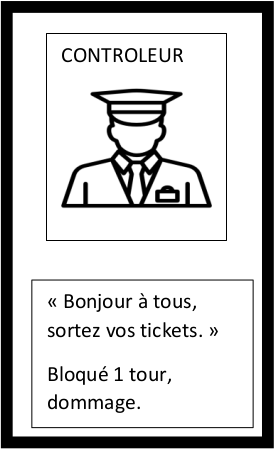 CONTROLEUR
« Bonjour à tous,
sortez vos tickets. »
Bloqué 1 tour,
dommage.